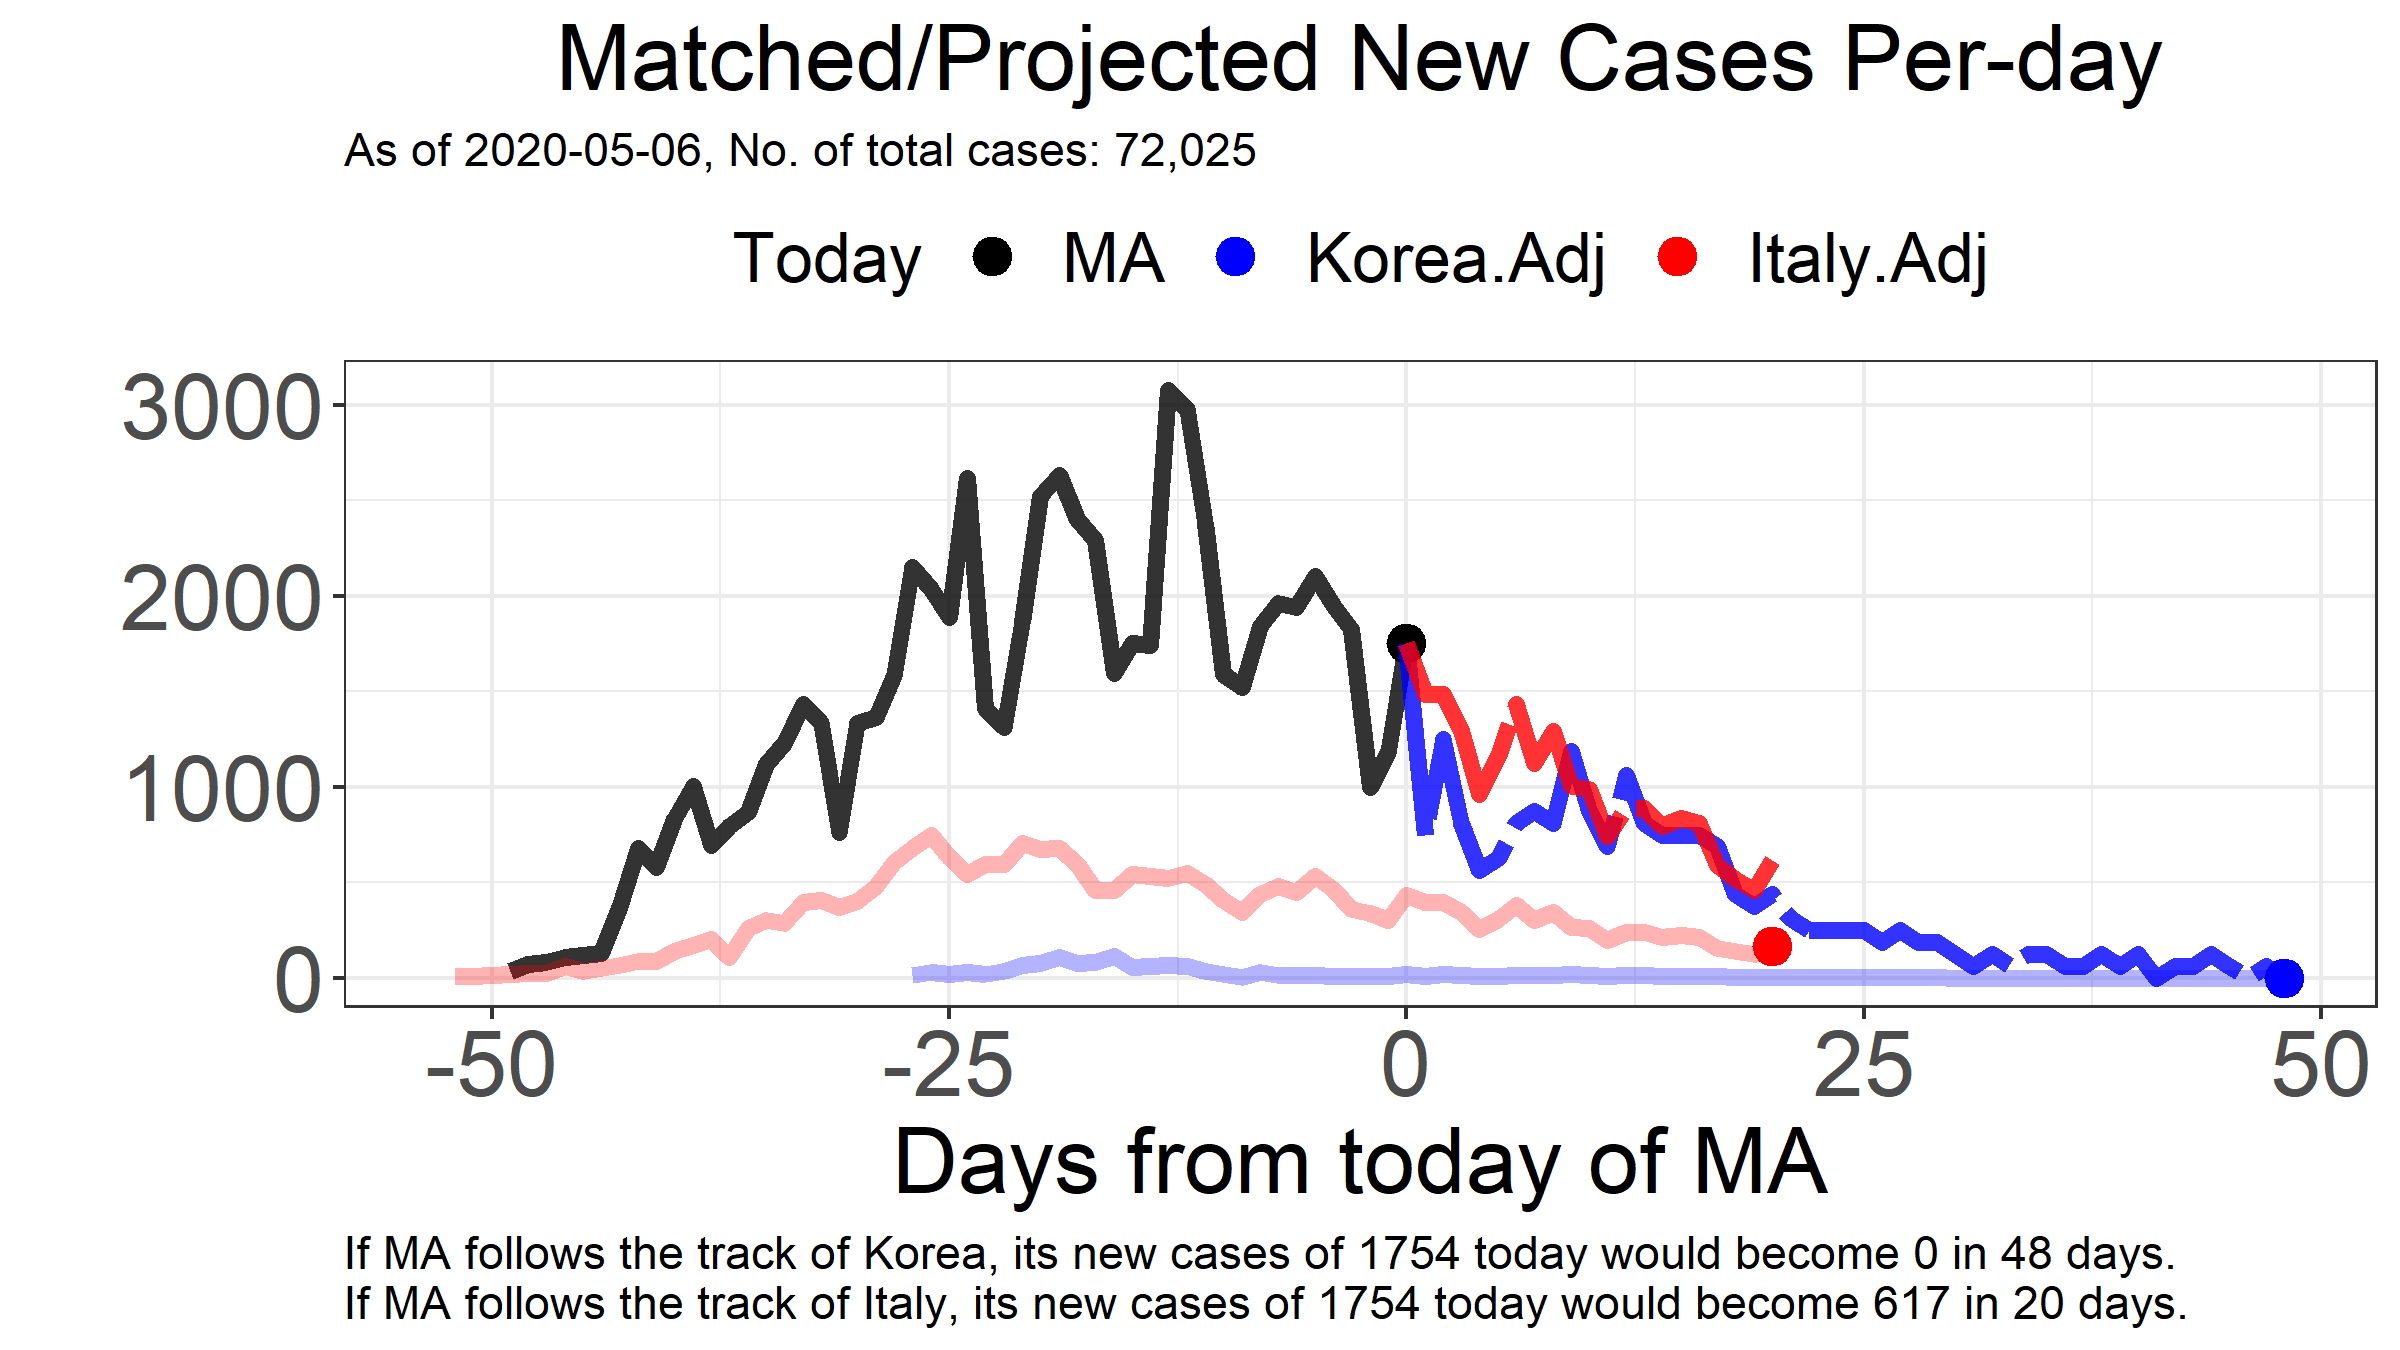 Matched/Projected New Cases Per-day
As of 2020-05-06, No. of total cases: 72,025
Today MA Korea.Adj Italy.Adj
3000
2000
1000
0
-50 -25 0 25 50
Days from today of MA
If MA follows the track of Korea, its new cases of 1754 today would become 0 in 48 days.
If MA follows the track of Italy, its new cases of 1754 today would become 617 in 20 days.